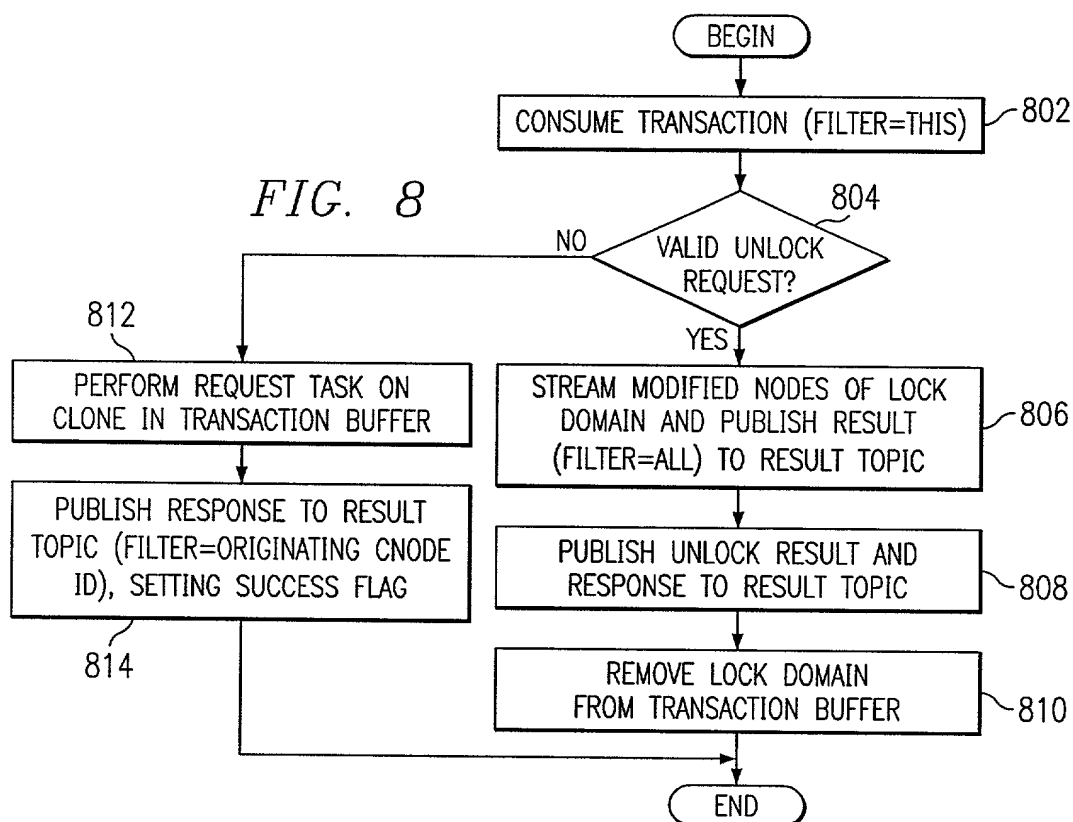 BEGIN
CONSUME TRANSACTION (FILTER=THIS)
802
FIG. 8
804
VALID UNLOCK
REQUEST?
NO
YES
812
PERFORM REQUEST TASK ON
CLONE IN TRANSACTION BUFFER
PUBLISH RESPONSE TO RESULT
TOPIC (FILTER=ORIGINATING CNODE
ID), SETTING SUCCESS FLAG
814
STREAM MODIFIED NODES OF LOCK
DOMAIN AND PUBLISH RESULT
(FILTER=ALL) TO RESULT TOPIC
806
PUBLISH UNLOCK RESULT AND
RESPONSE TO RESULT TOPIC
808
REMOVE LOCK DOMAIN
FROM TRANSACTION BUFFER
810
END